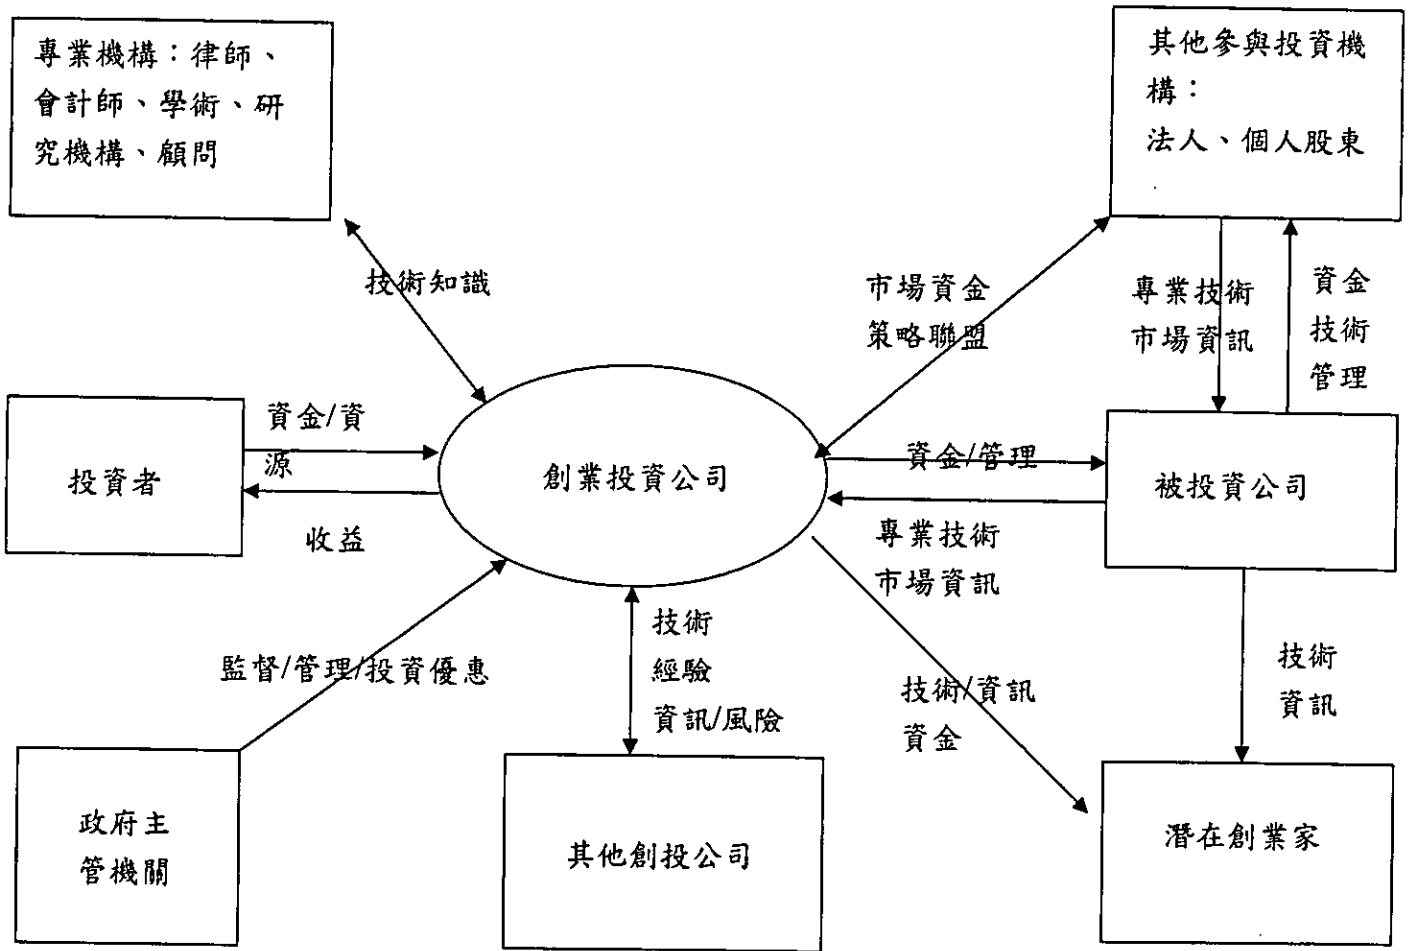 專業機構：律師、
會計師、學術、研
究機構、顧問
其他參與投資機
構：
法人、個人股東
技術知識
市場資金
策略聯盟
專業技術
市場資訊
資金
技術
管理
投資者
資金/資
源
收益
創業投資公司
資金/管理
專業技術
市場資訊
被投資公司
監督/管理/投資優惠
技術
經驗
資訊/風險
技術/資訊
資金
技術
資訊
政府主
管機關
其他創投公司
潛在創業家